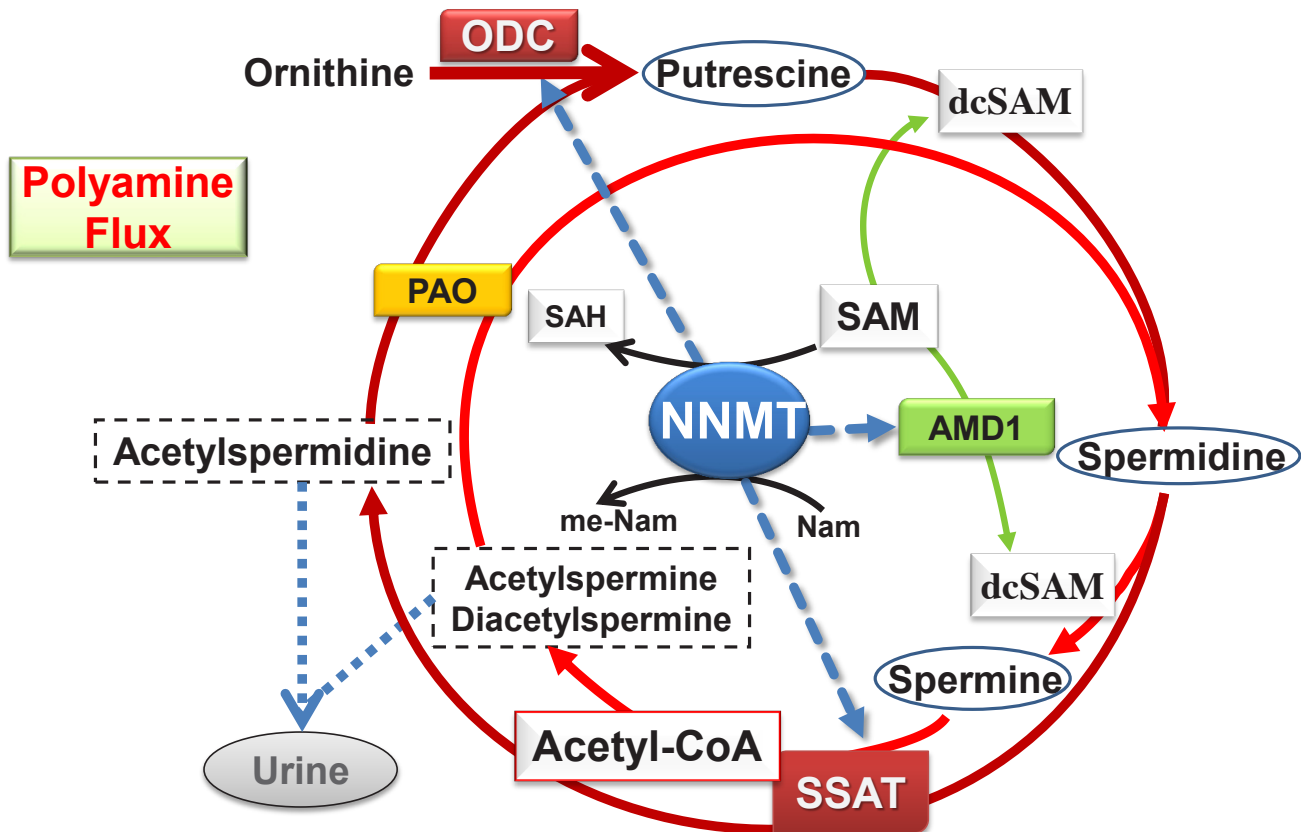 ODC
Ornithine
Putrescine
dcSAM
Polyamine
Flux
PAO
SAH
SAM
NNMT
AMD1
Acetylspermidine
Spermidine
me-Nam
Nam
Acetylspermine
Diacetylspermine
dcSAM
Spermine
Acetyl-CoA
Urine
SSAT